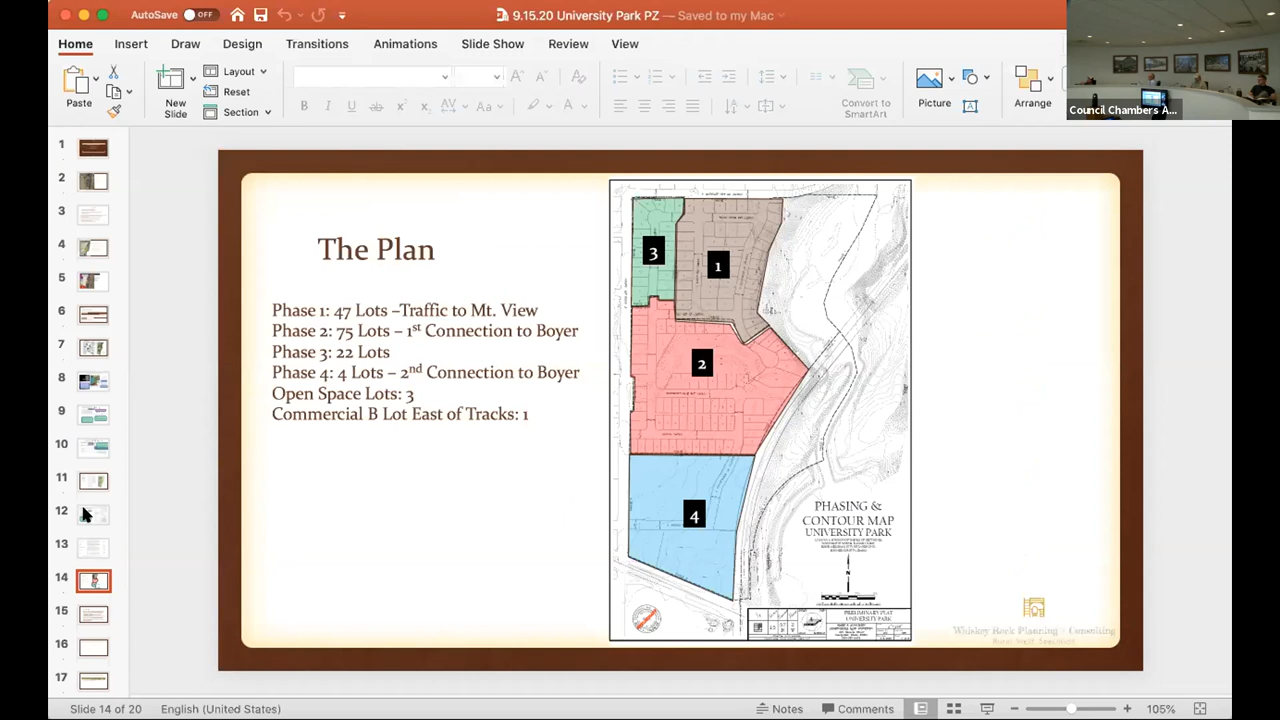 AutoSave OFF
9.15.20 University Park PZ — Saved to my Mac
Home Insert Draw Design Transitions Animations Slide Show Review View
Paste
New Slide
Layout
Reset
Section
B I U ab
Convert to SmartArt
Picture
Arrange
Council Chambers A...
1
2
3
4
5
6
7
8
9
10
11
12
13
14
15
16
17
The Plan
Phase 1: 47 Lots –Traffic to Mt. View
Phase 2: 75 Lots – 1st Connection to Boyer
Phase 3: 22 Lots
Phase 4: 4 Lots – 2nd Connection to Boyer
Open Space Lots: 3
Commercial B Lot East of Tracks: 1
3
1
2
4
PHASING &
CONTOUR MAP
UNIVERSITY PARK
N
PRELIMINARY PLAT
UNIVERSITY PARK
Whiskey Rock Planning + Consulting
Slide 14 of 20
English (United States)
Notes
Comments
105%